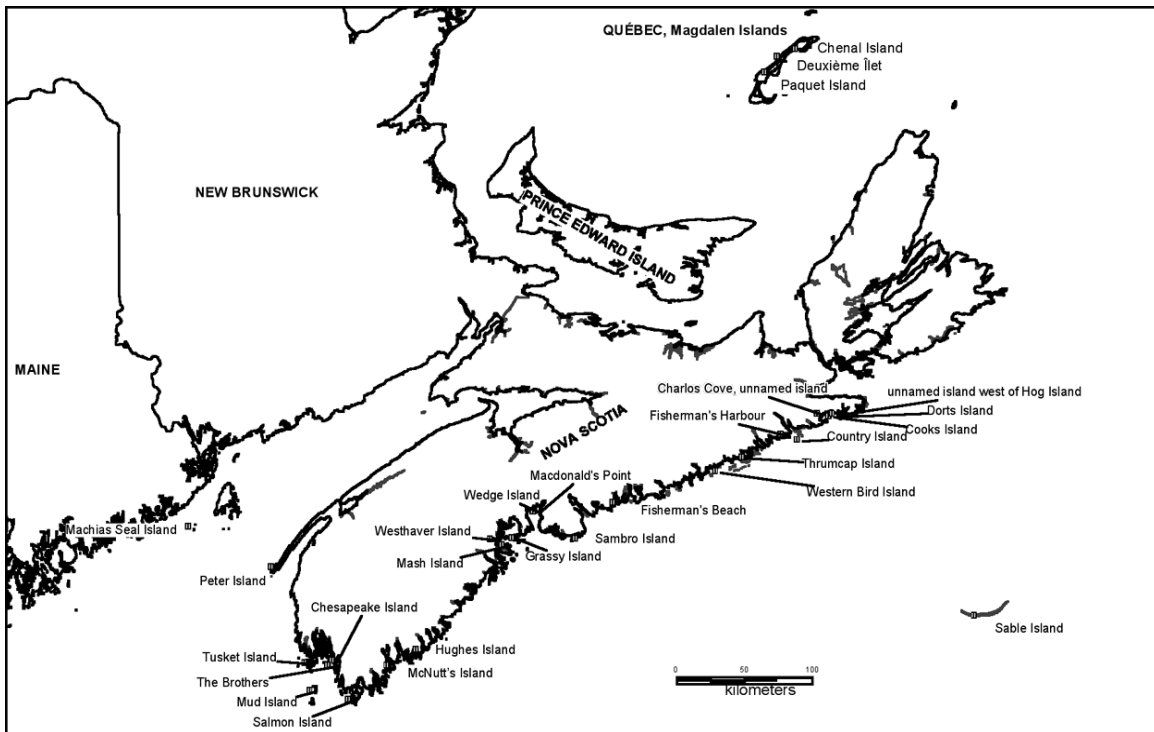 QUÉBEC, Magdalen Islands
Chenal Island
Deuxième Îlet
Paquet Island
NEW BRUNSWICK
PRINCE EDWARD ISLAND
MAINE
Charlos Cove, unnamed island
unnamed island west of Hog Island
Dorts Island
Fisherman's Harbour
Cooks Island
NOVA SCOTIA
Country Island
Thrumcap Island
Macdonald's Point
Wedge Island
Western Bird Island
Fisherman's Beach
Machias Seal Island
Westhaver Island
Sambro Island
Grassy Island
Mash Island
Peter Island
Chesapeake Island
Sable Island
Hughes Island
Tusket Island
McNutt's Island
The Brothers
0 50 100
kilometers
Mud Island
Salmon Island